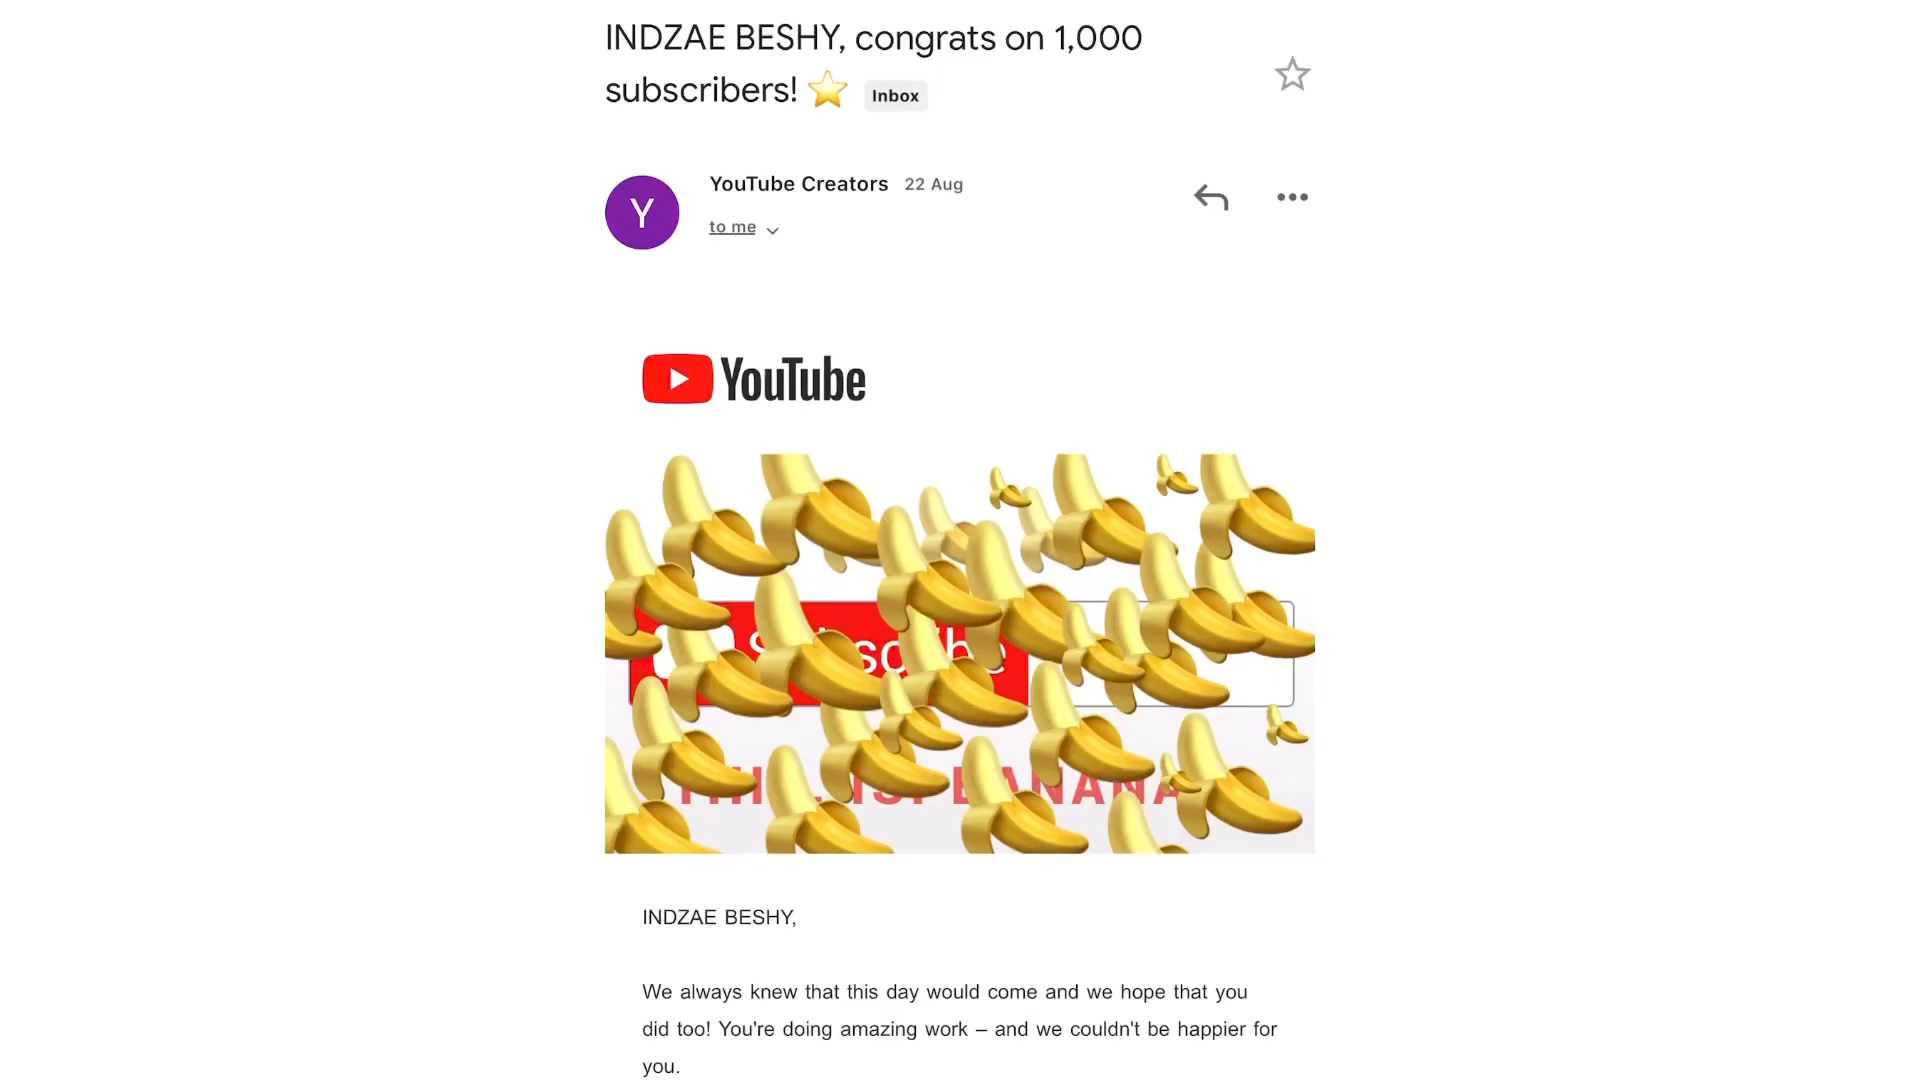 INDZAE BESHY, congrats on 1,000
subscribers! ⭐ Inbox
Y
YouTube Creators 22 Aug
to me
YouTube
BANANA
INDZAE BESHY,
We always knew that this day would come and we hope that you
did too! You're doing amazing work – and we couldn't be happier for
you.